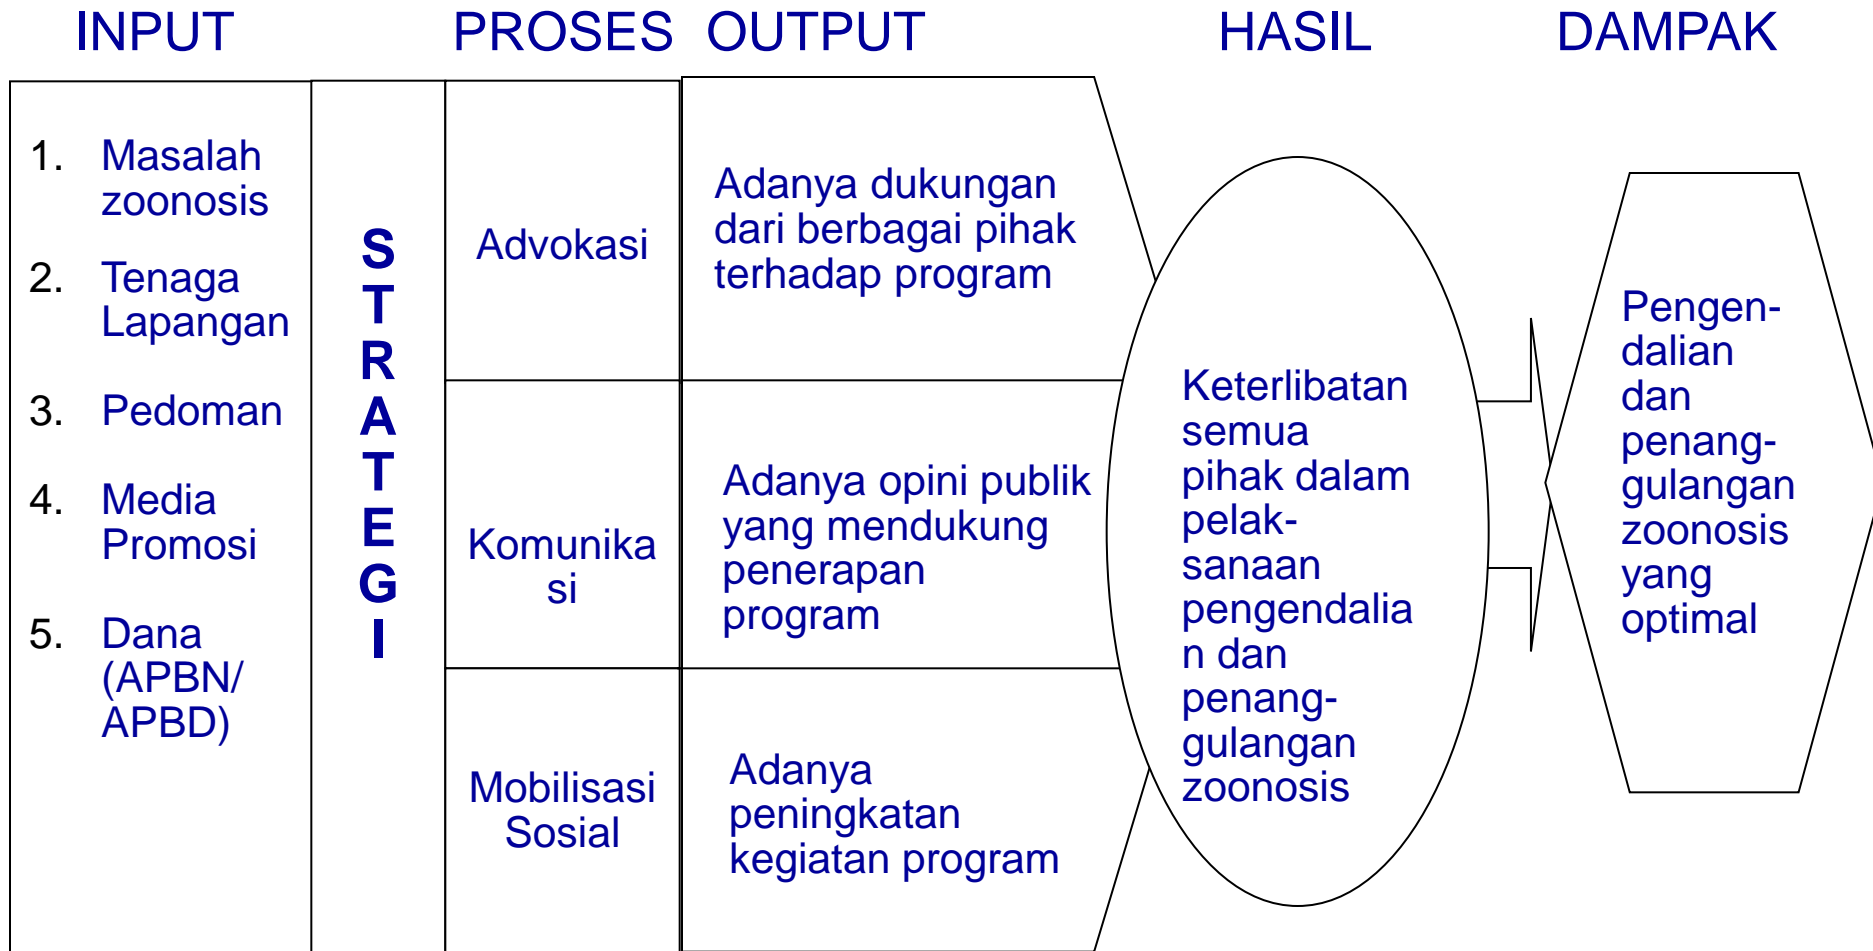 INPUT PROSES OUTPUT HASIL DAMPAK
1. Masalah
zoonosis
2. Tenaga
Lapangan
3. Pedoman
4. Media
Promosi
5. Dana
(APBN/
APBD)
S
T
R
A
T
E
G
I
Advokasi
Komunika
si
Mobilisasi
Sosial
Adanya dukungan
dari berbagai pihak
terhadap program
Adanya opini publik
yang mendukung
penerapan
program
Adanya
peningkatan
kegiatan program
Keterlibatan
semua
pihak dalam
pelak-
sanaan
pengendalia
n dan
penang-
gulangan
zoonosis
Pengen-
dalian
dan
penang-
gulangan
zoonosis
yang
optimal